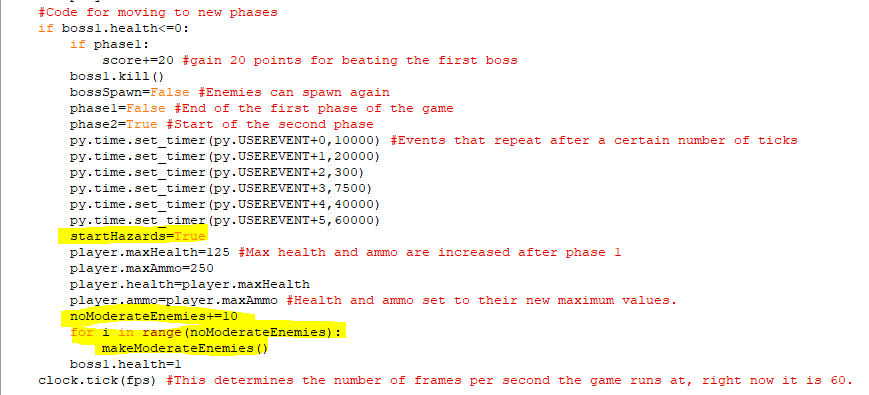 #Code for moving to new phases
if boss1.health<=0:
    if phase1:
        score+=20 #gain 20 points for beating the first boss
    boss1.kill()
    bossSpawn=False #Enemies can spawn again
    phase1=False #End of the first phase of the game
    phase2=True #Start of the second phase
    py.time.set_timer(py.USEREVENT+0,10000) #Events that repeat after a certain number of ticks
    py.time.set_timer(py.USEREVENT+1,20000)
    py.time.set_timer(py.USEREVENT+2,300)
    py.time.set_timer(py.USEREVENT+3,7500)
    py.time.set_timer(py.USEREVENT+4,40000)
    py.time.set_timer(py.USEREVENT+5,60000)
    startHazards=True
    player.maxHealth=125 #Max health and ammo are increased after phase 1
    player.maxAmmo=250
    player.health=player.maxHealth
    player.ammo=player.maxAmmo #Health and ammo set to their new maximum values.
    noModerateEnemies+=10
    for i in range(noModerateEnemies):
        makeModerateEnemies()
    boss1.health=1
clock.tick(fps) #This determines the number of frames per second the game runs at, right now it is 60.